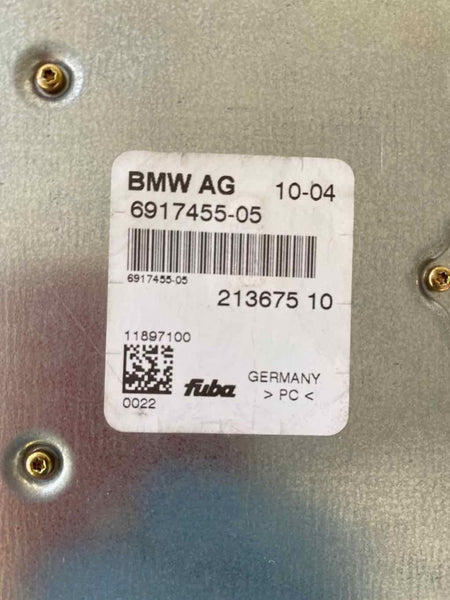 BMW AG 10-04
6917455-05
6917455-05
213675 10
11897100
0022 fuba GERMANY
> PC <